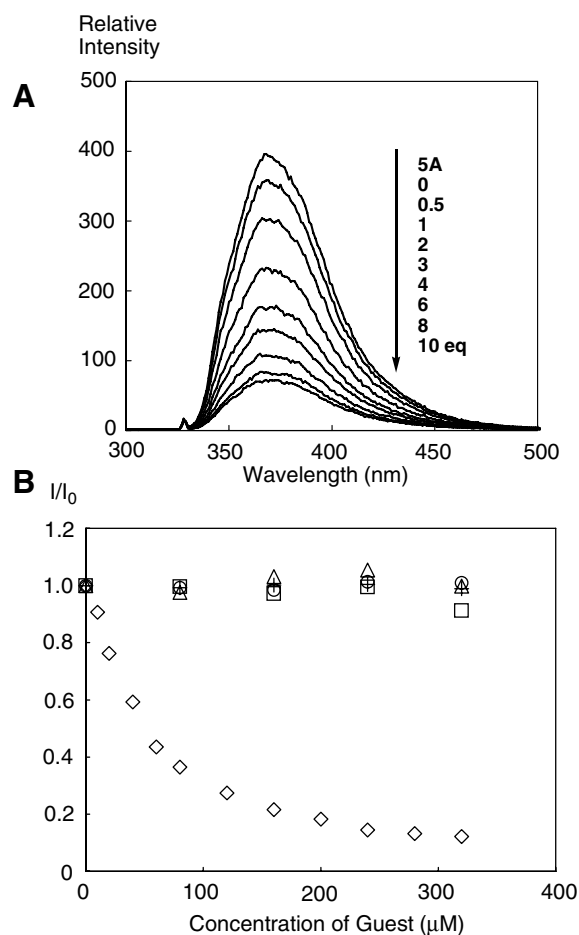 Relative
Intensity
A
500
400
300
200
100
0
5A
0
0.5
1
2
3
4
6
8
10 eq
300 350 400 450 500
Wavelength (nm)
B
I/I0
1.2
1.0
0.8
0.6
0.4
0.2
0
0 100 200 300 400
Concentration of Guest (μM)